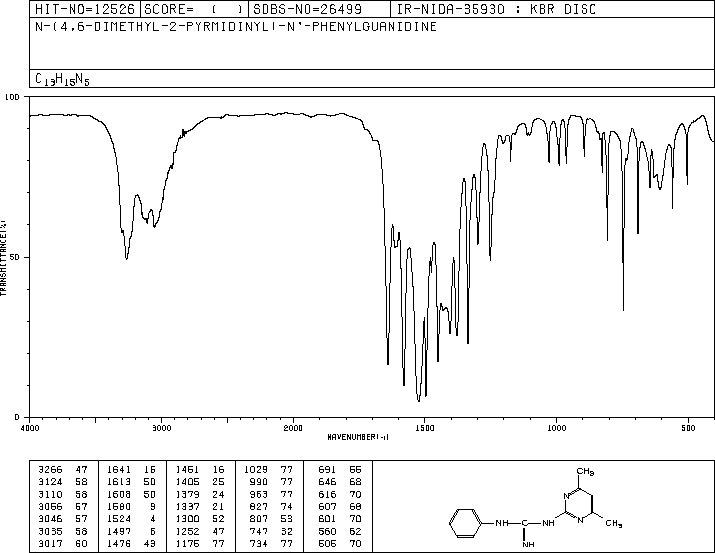 HIT-NO=12526 SCORE= ( ) SDBS-NO=26499 IR-NIDA-35930 : KBR DISC
N-(4,6-DIMETHYL-2-PYRMIDINYL)-N'-PHENYLGUANIDINE
C13H15N5
100
50
0
TRANSMITTANCE(%)
4000 3000 2000 1500 1000 500
WAVENUMBER(-1)
3266 47 1641 16 1451 16 1029 77 691 55
3124 58 1613 50 1405 25 990 77 646 68
3110 58 1608 50 1379 24 963 77 616 70
3066 57 1580 9 1337 21 827 74 607 68
3046 57 1524 4 1300 52 807 53 601 70
3035 58 1497 6 1252 47 747 32 560 62
3017 60 1476 43 1175 77 734 77 505 70
CH3
N
NH NH N CH3
NH